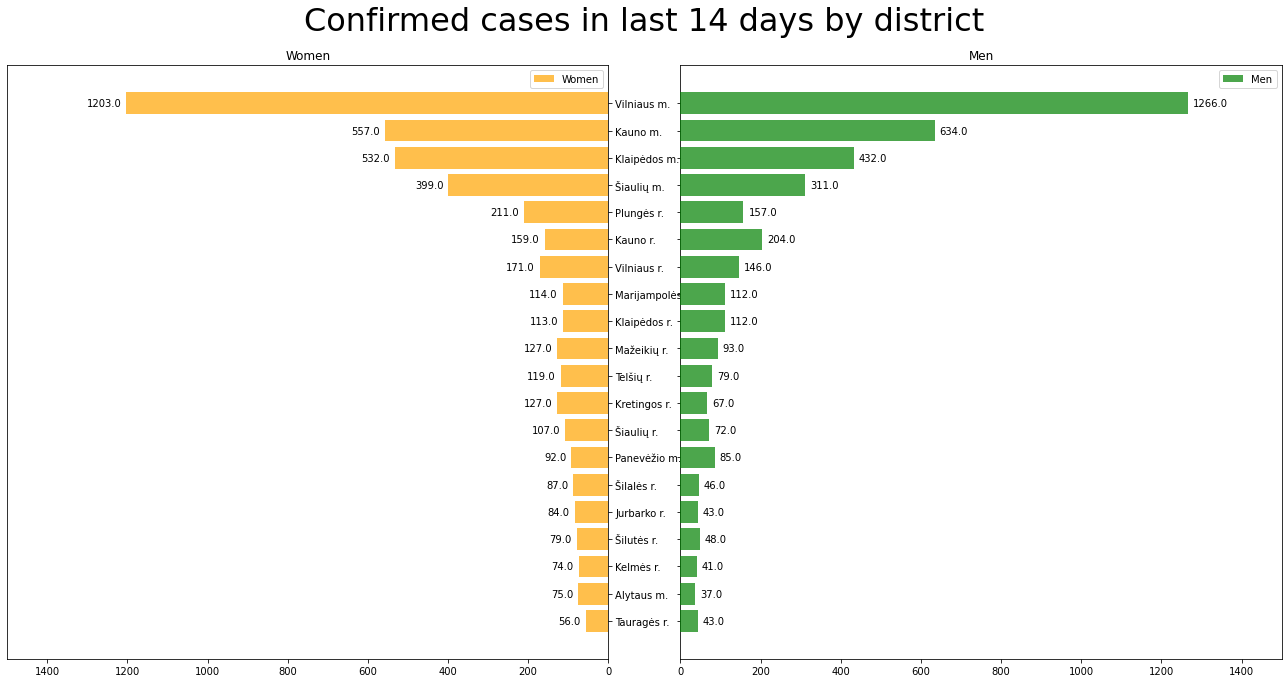 Confirmed cases in last 14 days by district
Women Men
Women Men
1203.0 Vilniaus m. 1266.0
557.0 Kauno m. 634.0
532.0 Klaipėdos m. 432.0
399.0 Šiaulių m. 311.0
211.0 Plungės r. 157.0
159.0 Kauno r. 204.0
171.0 Vilniaus r. 146.0
114.0 Marijampolės 112.0
113.0 Klaipėdos r. 112.0
127.0 Mažeikių r. 93.0
119.0 Telšių r. 79.0
127.0 Kretingos r. 67.0
107.0 Šiaulių r. 72.0
92.0 Panevėžio m. 85.0
87.0 Šilalės r. 46.0
84.0 Jurbarko r. 43.0
79.0 Šilutės r. 48.0
74.0 Kelmės r. 41.0
75.0 Alytaus m. 37.0
56.0 Tauragės r. 43.0
1400 1200 1000 800 600 400 200 0 0 200 400 600 800 1000 1200 1400